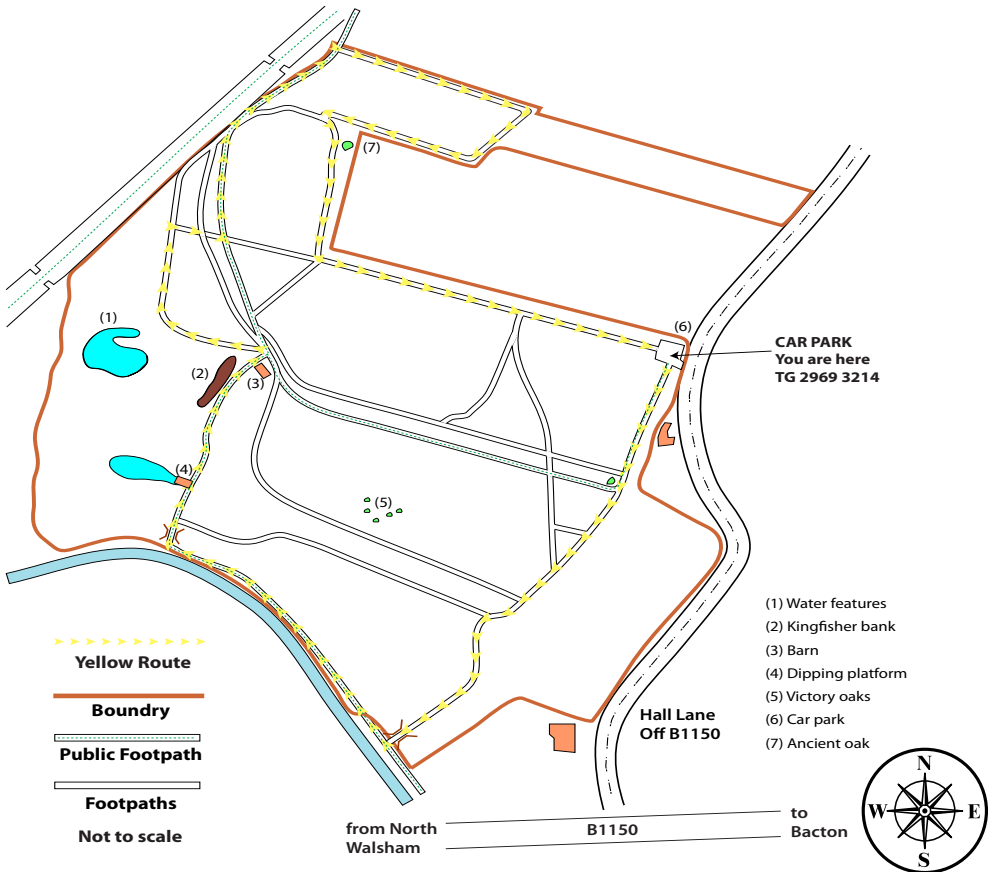 (7)
(6)
CAR PARK
You are here
TG 2969 3214
(1)
(2)
(3)
(4)
(5)
(1) Water features
(2) Kingfisher bank
(3) Barn
(4) Dipping platform
(5) Victory oaks
(6) Car park
(7) Ancient oak
Yellow Route
Boundry
Public Footpath
Footpaths
Not to scale
Hall Lane
Off B1150
from North
Walsham
B1150
to
Bacton
N
W
E
S